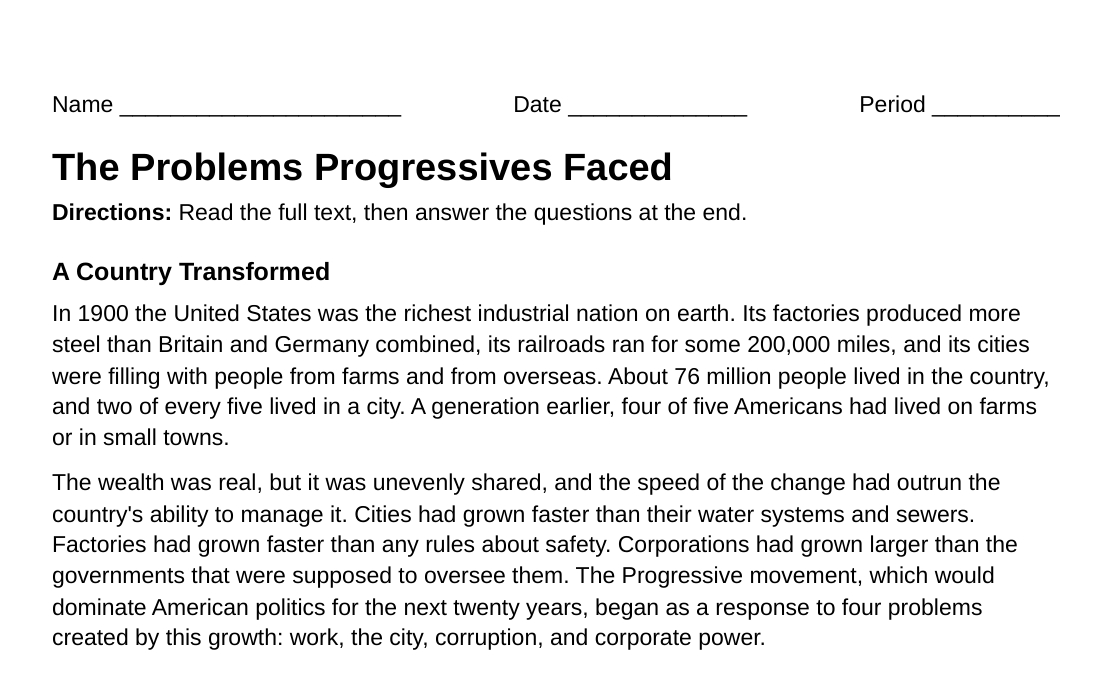 Name ______________________ Date ______________ Period __________
The Problems Progressives Faced
Directions: Read the full text, then answer the questions at the end.
A Country Transformed
In 1900 the United States was the richest industrial nation on earth. Its factories produced more
steel than Britain and Germany combined, its railroads ran for some 200,000 miles, and its cities
were filling with people from farms and from overseas. About 76 million people lived in the country,
and two of every five lived in a city. A generation earlier, four of five Americans had lived on farms
or in small towns.
The wealth was real, but it was unevenly shared, and the speed of the change had outrun the
country's ability to manage it. Cities had grown faster than their water systems and sewers.
Factories had grown faster than any rules about safety. Corporations had grown larger than the
governments that were supposed to oversee them. The Progressive movement, which would
dominate American politics for the next twenty years, began as a response to four problems
created by this growth: work, the city, corruption, and corporate power.